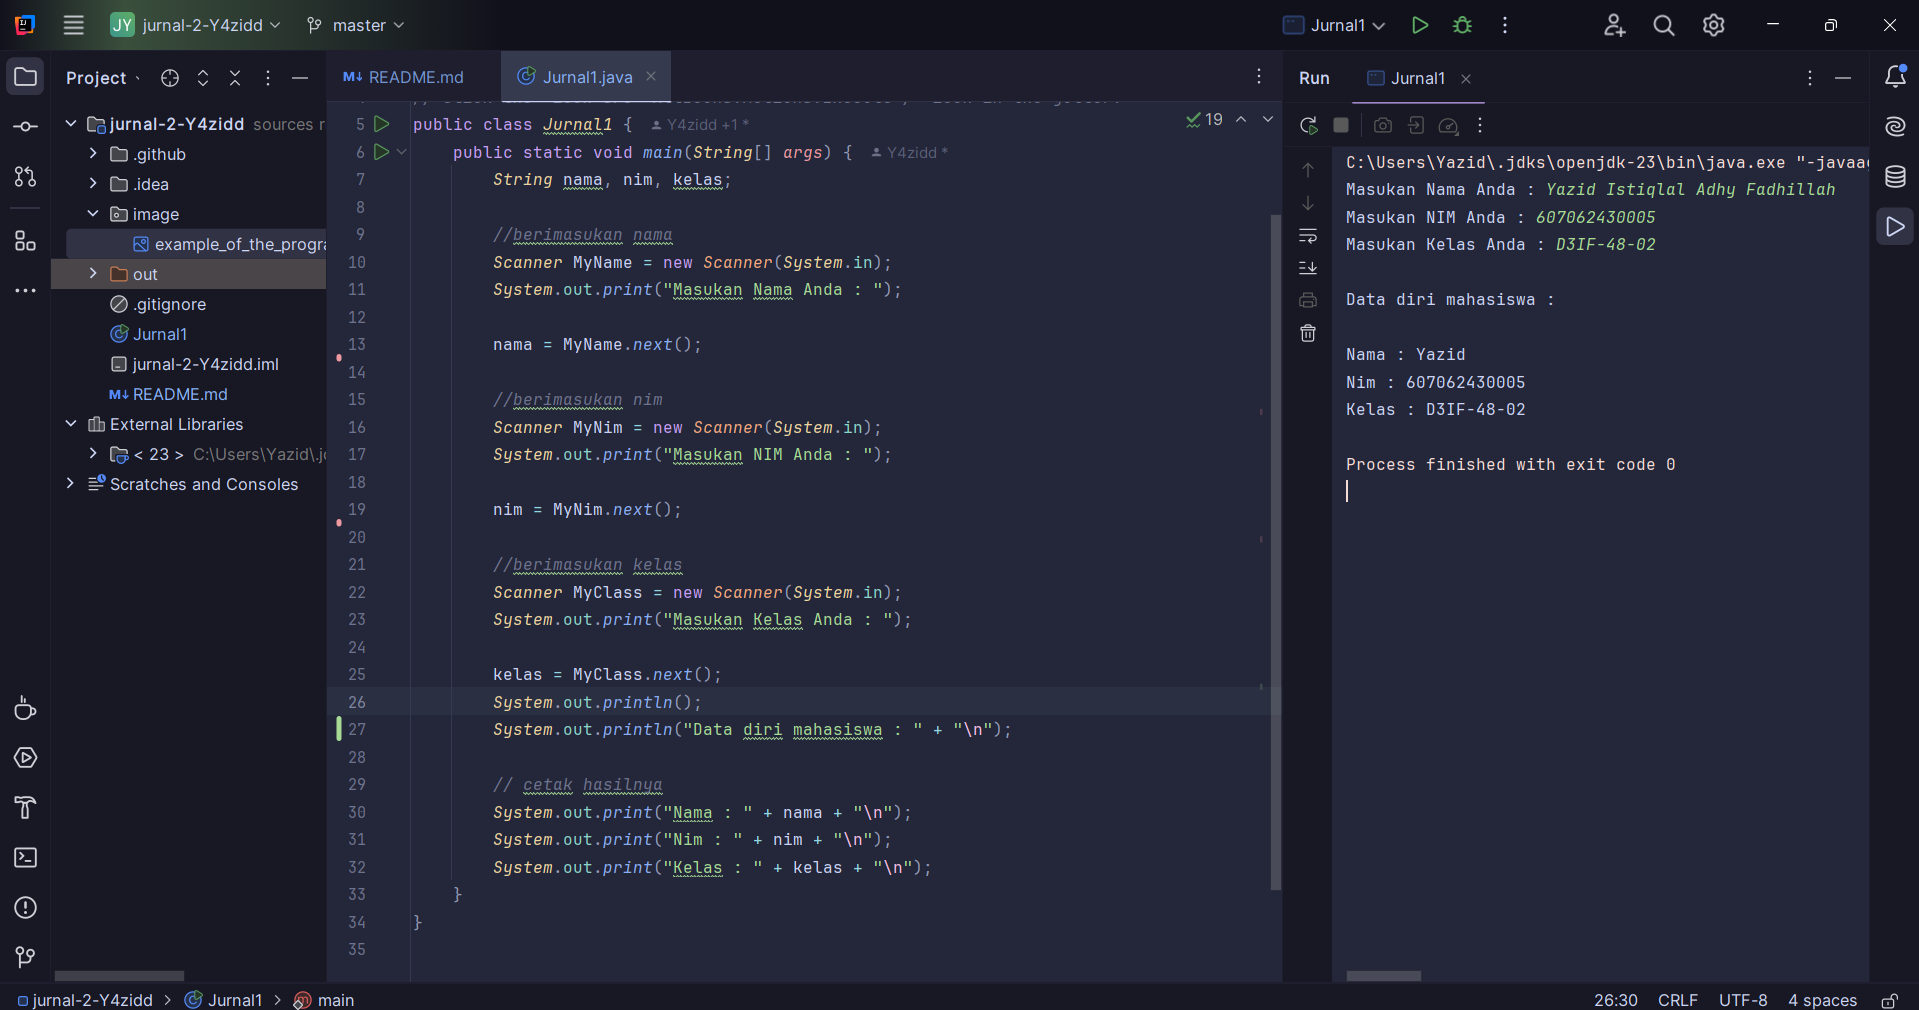 JY jurnal-2-Y4zidd master Jurnal1
Project
jurnal-2-Y4zidd sources r
.github
.idea
image
example_of_the_progra
out
.gitignore
Jurnal1
jurnal-2-Y4zidd.iml
M↓ README.md
External Libraries
< 23 > C:\Users\Yazid\.jd
Scratches and Consoles
M↓ README.md Jurnal1.java
19
5 public class Jurnal1 { Y4zidd +1 *
6 public static void main(String[] args) { Y4zidd *
7 String nama, nim, kelas;
8
9 //berimasukan nama
10 Scanner MyName = new Scanner(System.in);
11 System.out.print("Masukan Nama Anda : ");
12
13 nama = MyName.next();
14
15 //berimasukan nim
16 Scanner MyNim = new Scanner(System.in);
17 System.out.print("Masukan NIM Anda : ");
18
19 nim = MyNim.next();
20
21 //berimasukan kelas
22 Scanner MyClass = new Scanner(System.in);
23 System.out.print("Masukan Kelas Anda : ");
24
25 kelas = MyClass.next();
26 System.out.println();
27 System.out.println("Data diri mahasiswa : " + "\n");
28
29 // cetak hasilnya
30 System.out.print("Nama : " + nama + "\n");
31 System.out.print("Nim : " + nim + "\n");
32 System.out.print("Kelas : " + kelas + "\n");
33 }
34 }
35
Run Jurnal1
C:\Users\Yazid\.jdks\openjdk-23\bin\java.exe "-javaag
Masukan Nama Anda : Yazid Istiqlal Adhy Fadhillah
Masukan NIM Anda : 607062430005
Masukan Kelas Anda : D3IF-48-02
Data diri mahasiswa :
Nama : Yazid
Nim : 607062430005
Kelas : D3IF-48-02
Process finished with exit code 0
jurnal-2-Y4zidd > Jurnal1 > main
26:30 CRLF UTF-8 4 spaces